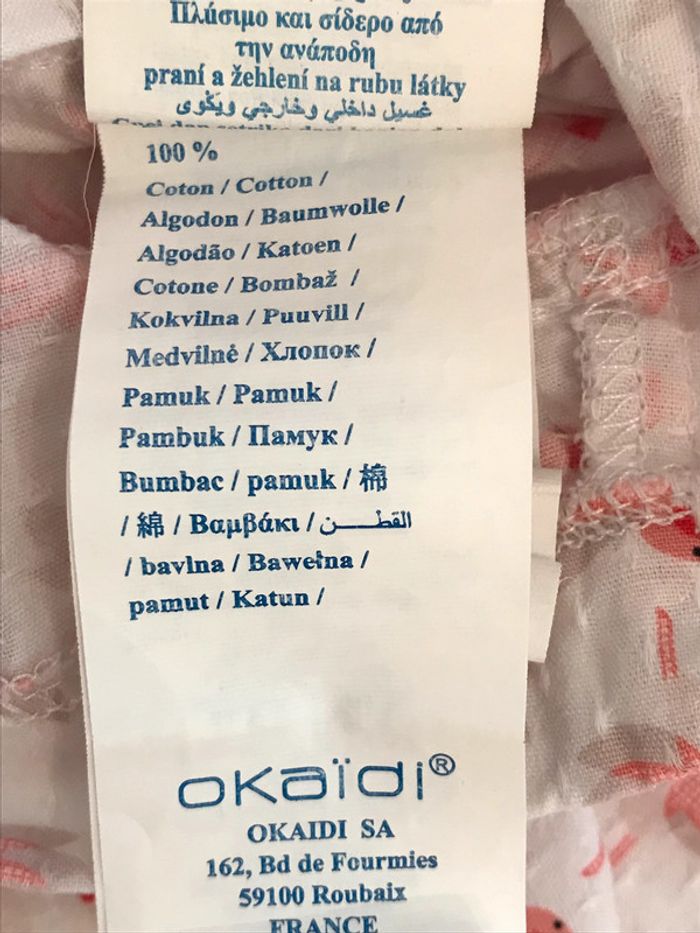 Πλύσιμο και σίδερο από
την ανάποδη
praní a žehlení na rubu látky
غسيل داخلي وخارجي ويكوى
100 %
Coton / Cotton /
Algodon / Baumwolle /
Algodão / Katoen /
Cotone / Bombaž /
Kokvilna / Puuvill /
Medvilnė / Хлопок /
Pamuk / Pamuk /
Pambuk / Памук /
Bumbac / pamuk / 棉
/ 綿 / Βαμβάκι / القطــــن
/ bavlna / Bawełna /
pamut / Katun /
oKaïdi®
OKAIDI SA
162, Bd de Fourmies
59100 Roubaix
FRANCE